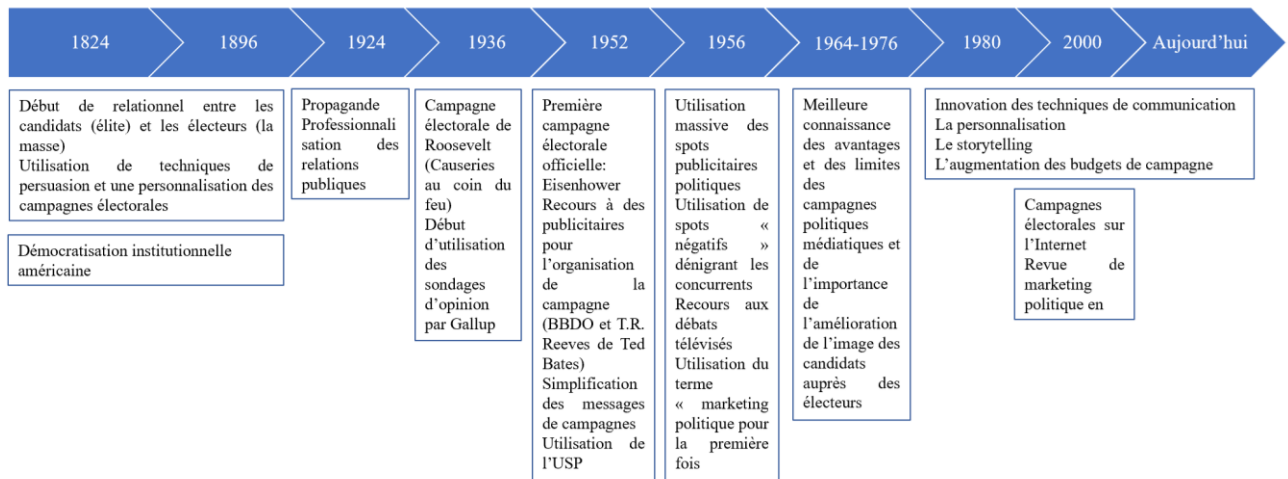 1824
1896
1924
1936
1952
1956
1964-1976
1980
2000
Aujourd’hui
Début de relationnel entre les
candidats (élite) et les électeurs (la
masse)
Utilisation de techniques de
persuasion et une personnalisation des
campagnes électorales
Démocratisation institutionnelle
américaine
Propagande
Professionnali
sation des
relations
publiques
Campagne
électorale de
Roosevelt
(Causeries
au coin du
feu)
Début
d’utilisation
des
sondages
d’opinion
par Gallup
Première
campagne
électorale
officielle:
Eisenhower
Recours à des
publicitaires
pour
l’organisation
de la
campagne
(BBDO et T.R.
Reeves de Ted
Bates)
Simplification
des messages
de campagnes
Utilisation de
l’USP
Utilisation
massive des
spots
publicitaires
politiques
Utilisation de
spots «
négatifs »
dénigrant les
concurrents
Recours aux
débats
télévisés
Utilisation du
terme
« marketing
politique pour
la première
fois
Meilleure
connaissance
des avantages
et des limites
des
campagnes
politiques
médiatiques et
de
l’importance
de
l’amélioration
de l’image des
candidats
auprès des
électeurs
Innovation des techniques de communication
La personnalisation
Le storytelling
L’augmentation des budgets de campagne
Campagnes
électorales sur
l’Internet
Revue de
marketing
politique en